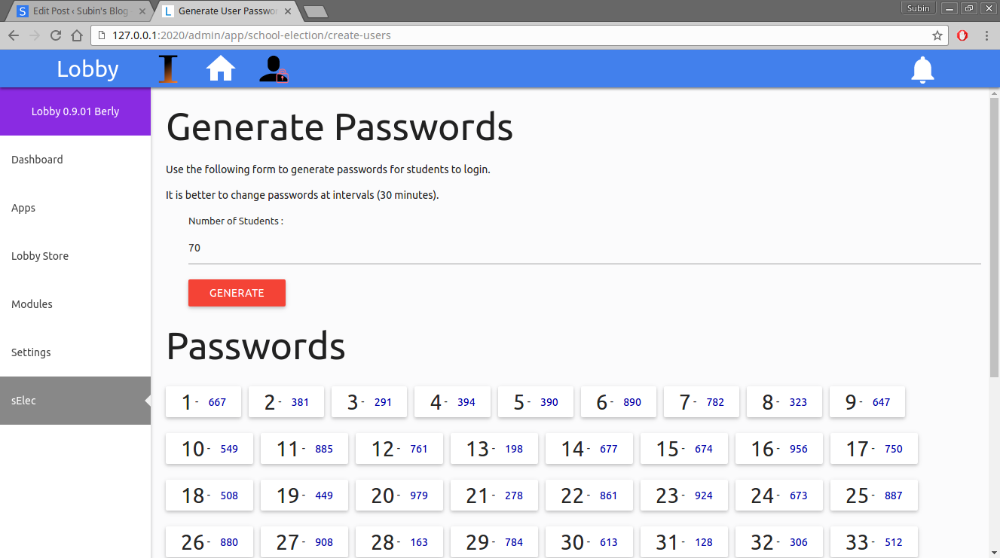 Edit Post ‹ Subin's Blog
Generate User Passwor
Subin
127.0.0.1:2020/admin/app/school-election/create-users
Lobby
Lobby 0.9.01 Berly
Dashboard
Apps
Lobby Store
Modules
Settings
sElec
Generate Passwords
Use the following form to generate passwords for students to login.
It is better to change passwords at intervals (30 minutes).
Number of Students :
70
GENERATE
Passwords
1 - 667 2 - 381 3 - 291 4 - 394 5 - 390 6 - 890 7 - 782 8 - 323 9 - 647
10 - 549 11 - 885 12 - 761 13 - 198 14 - 677 15 - 674 16 - 956 17 - 750
18 - 508 19 - 449 20 - 979 21 - 278 22 - 861 23 - 924 24 - 673 25 - 887
26 - 880 27 - 908 28 - 163 29 - 784 30 - 613 31 - 128 32 - 306 33 - 512